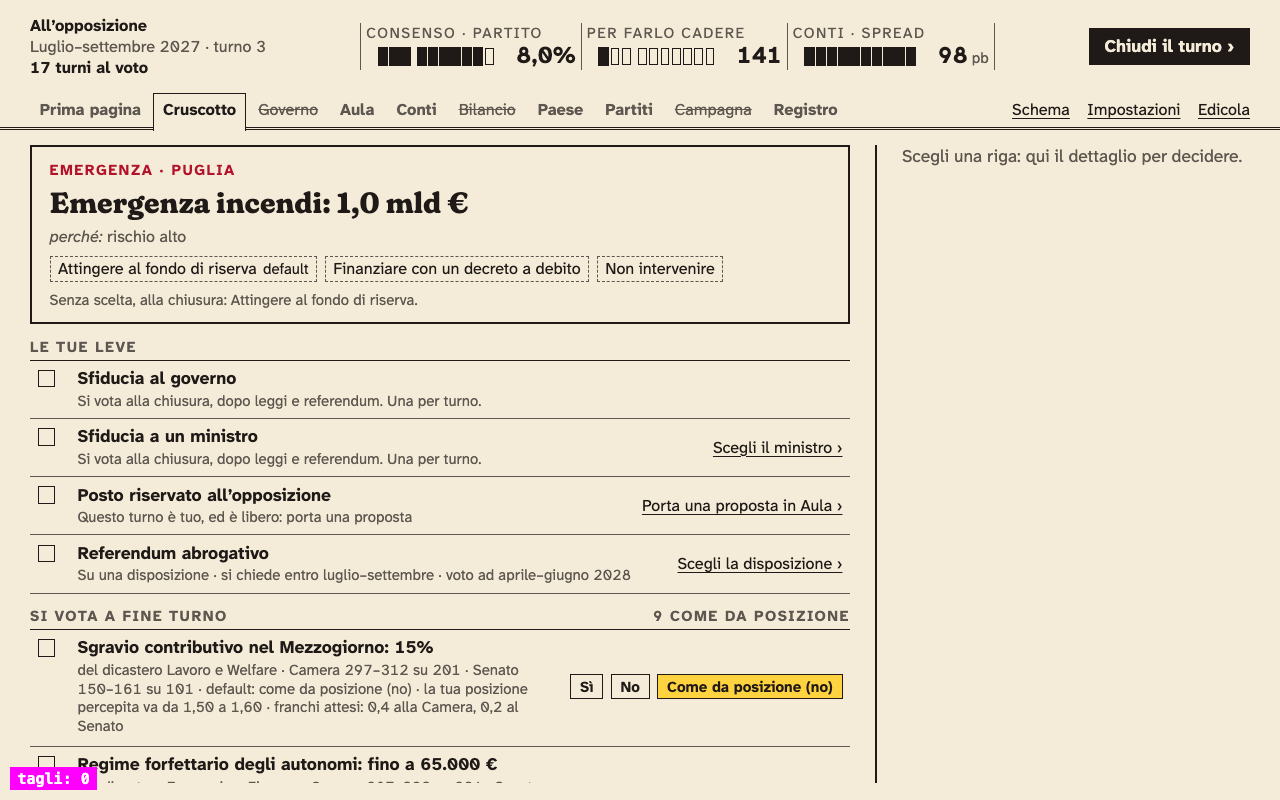 All’opposizione
Luglio–settembre 2027 · turno 3
17 turni al voto
CONSENSO · PARTITO
8,0%
PER FARLO CADERE
141
CONTI · SPREAD
98 pb
Chiudi il turno ›
Prima pagina
Cruscotto
Governo
Aula
Conti
Bilancio
Paese
Partiti
Campagna
Registro
Schema
Impostazioni
Edicola
EMERGENZA · PUGLIA
Emergenza incendi: 1,0 mld €
perché: rischio alto
Attingere al fondo di riserva default
Finanziare con un decreto a debito
Non intervenire
Senza scelta, alla chiusura: Attingere al fondo di riserva.
Scegli una riga: qui il dettaglio per decidere.
LE TUE LEVE
Sfiducia al governo
Si vota alla chiusura, dopo leggi e referendum. Una per turno.
Sfiducia a un ministro
Si vota alla chiusura, dopo leggi e referendum. Una per turno.
Scegli il ministro ›
Posto riservato all’opposizione
Questo turno è tuo, ed è libero: porta una proposta
Porta una proposta in Aula ›
Referendum abrogativo
Su una disposizione · si chiede entro luglio–settembre · voto ad aprile–giugno 2028
Scegli la disposizione ›
SI VOTA A FINE TURNO
9 COME DA POSIZIONE
Sgravio contributivo nel Mezzogiorno: 15%
del dicastero Lavoro e Welfare · Camera 297–312 su 201 · Senato
150–161 su 101 · default: come da posizione (no) · la tua posizione
percepita va da 1,50 a 1,60 · franchi attesi: 0,4 alla Camera, 0,2 al
Senato
Sì
No
Come da posizione (no)
Regime forfettario degli autonomi: fino a 65.000 €
tagli: 0